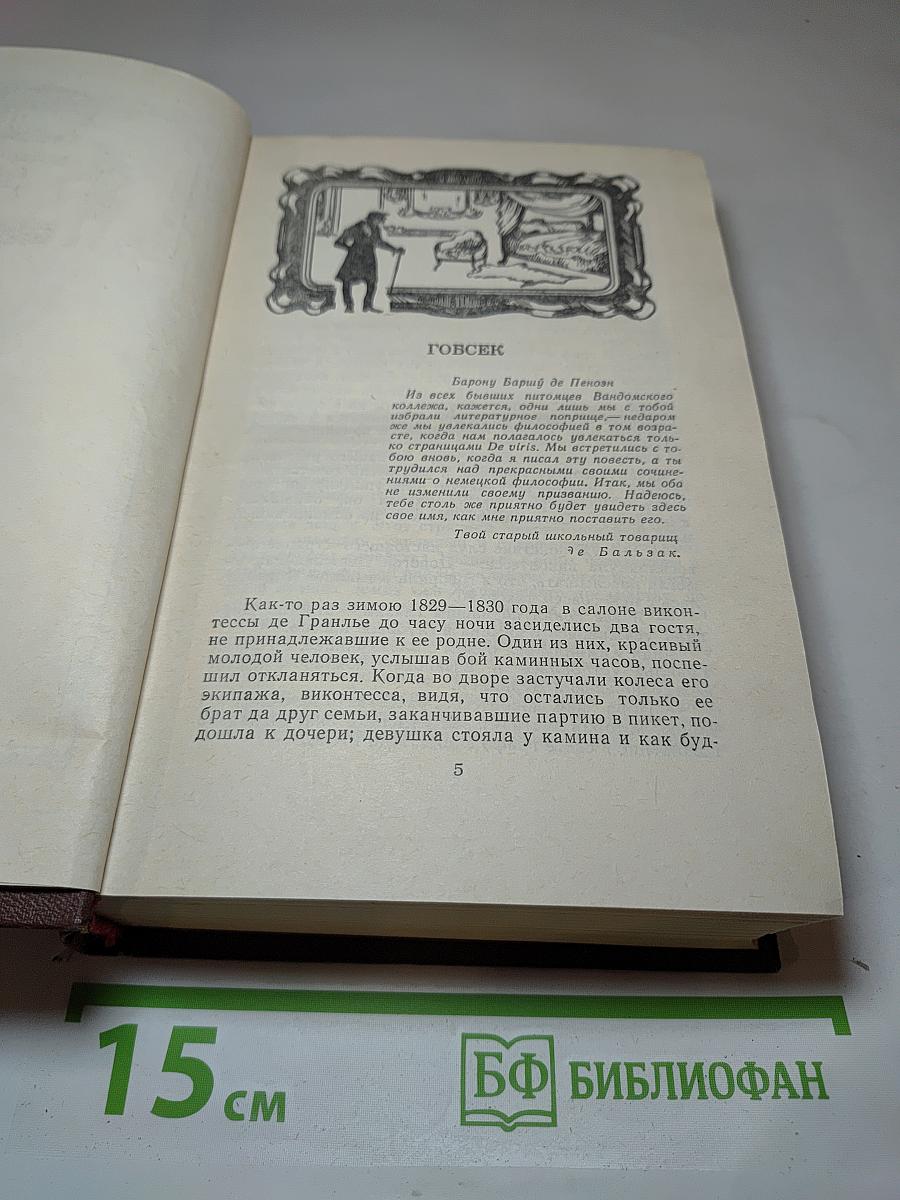 ГОБСЕК
Барону Баршу де Пеноэн
Из всех бывших питомцев Вандомского
коллежа, кажется, одни лишь мы с тобой
избрали литературное поприще,— недаром
же мы увлекались философией в том возра-
сте, когда нам полагалось увлекаться толь-
ко страницами De viris. Мы встретились с то-
бою вновь, когда я писал эту повесть, а ты
трудился над прекрасными своими сочине-
ниями о немецкой философии. Итак, мы оба
не изменили своему призванию. Надеюсь,
тебе столь же приятно будет увидеть здесь
свое имя, как мне приятно поставить его.
Твой старый школьный товарищ
де Бальзак.
Как-то раз зимою 1829—1830 года в салоне викон-
тессы де Гранлье до часу ночи засиделись два гостя,
не принадлежавшие к ее родне. Один из них, красивый
молодой человек, услышав бой каминных часов, поспе-
шил откланяться. Когда во дворе застучали колеса его
экипажа, виконтесса, видя, что остались только ее
брат да друг семьи, заканчивавшие партию в пикет, по-
дошла к дочери; девушка стояла у камина и как буд-
5
15 см
БФ БИБЛИОФАН